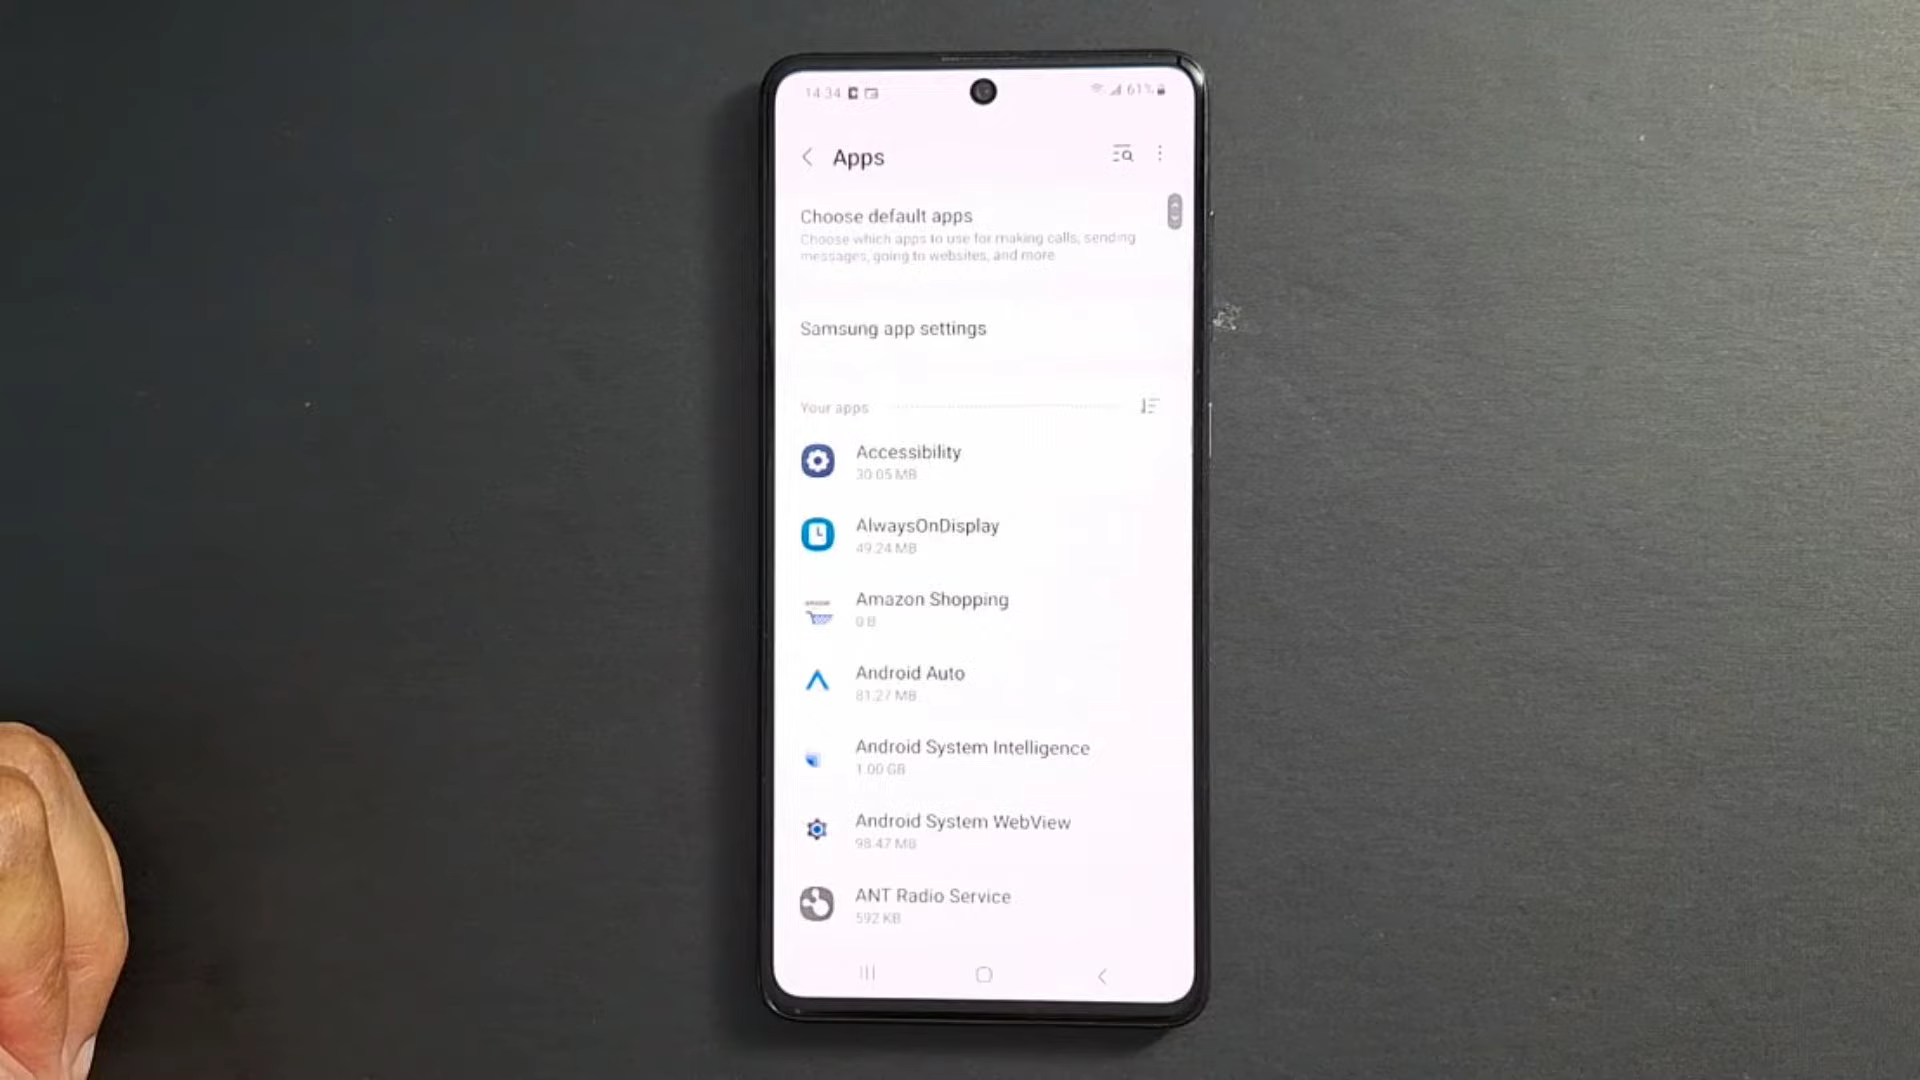 14:34
61%
Apps
Choose default apps
Choose which apps to use for making calls, sending
messages, going to websites, and more
Samsung app settings
Your apps
Accessibility
30.05 MB
AlwaysOnDisplay
49.24 MB
Amazon Shopping
0 B
Android Auto
81.27 MB
Android System Intelligence
1.00 GB
Android System WebView
98.47 MB
ANT Radio Service
592 KB